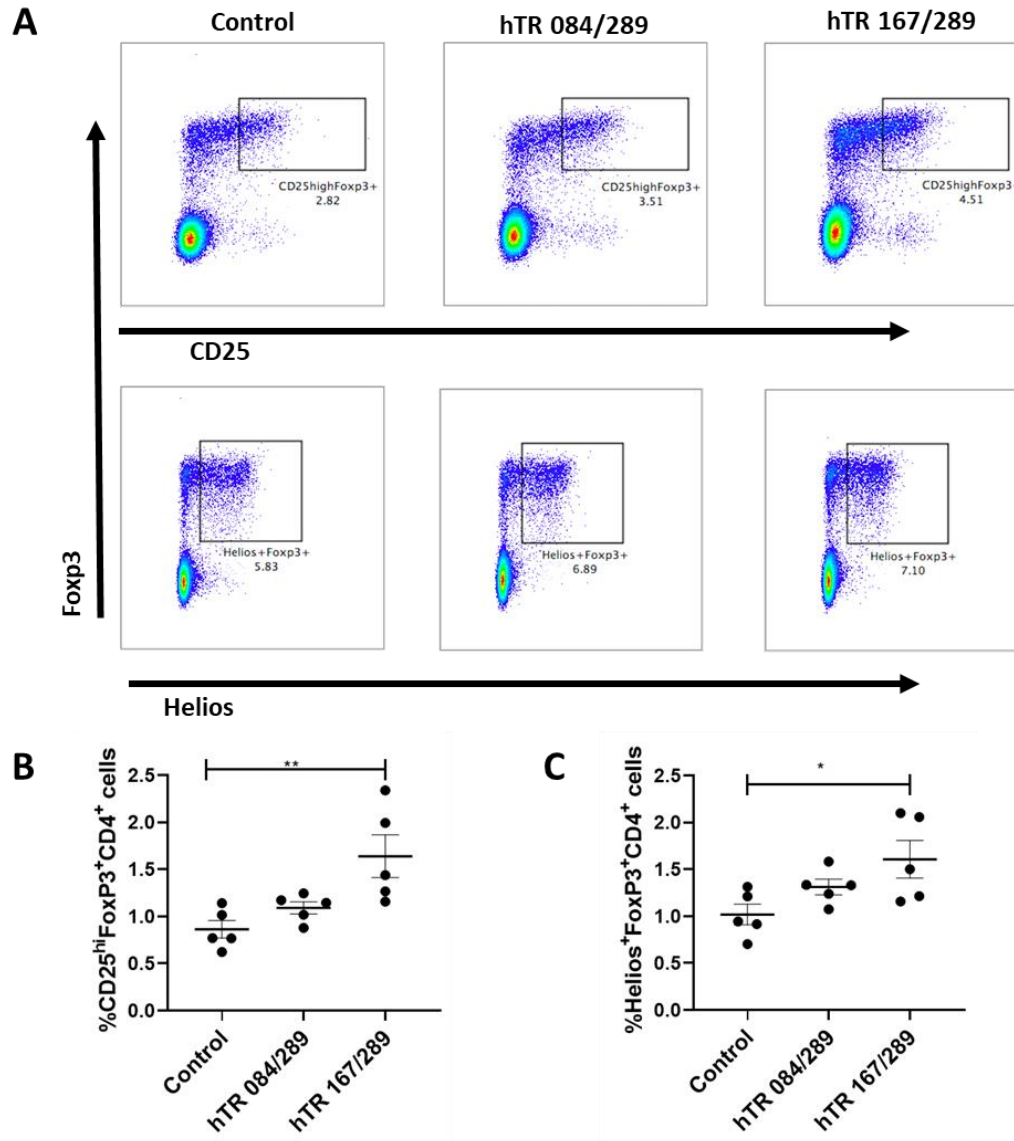 A
Control
hTR 084/289
hTR 167/289
CD25highFoxp3+
2.82
CD25highFoxp3+
3.51
CD25highFoxp3+
4.51
CD25
Foxp3
Helios+Foxp3+
5.83
Helios+Foxp3+
6.89
Helios+Foxp3+
7.10
Helios
B
%CD25hiFoxP3+CD4+ cells
2.5
2.0
1.5
1.0
0.5
0.0
**
Control
hTR 084/289
hTR 167/289
C
%Helios+FoxP3+CD4+ cells
2.5
2.0
1.5
1.0
0.5
0.0
*
Control
hTR 084/289
hTR 167/289